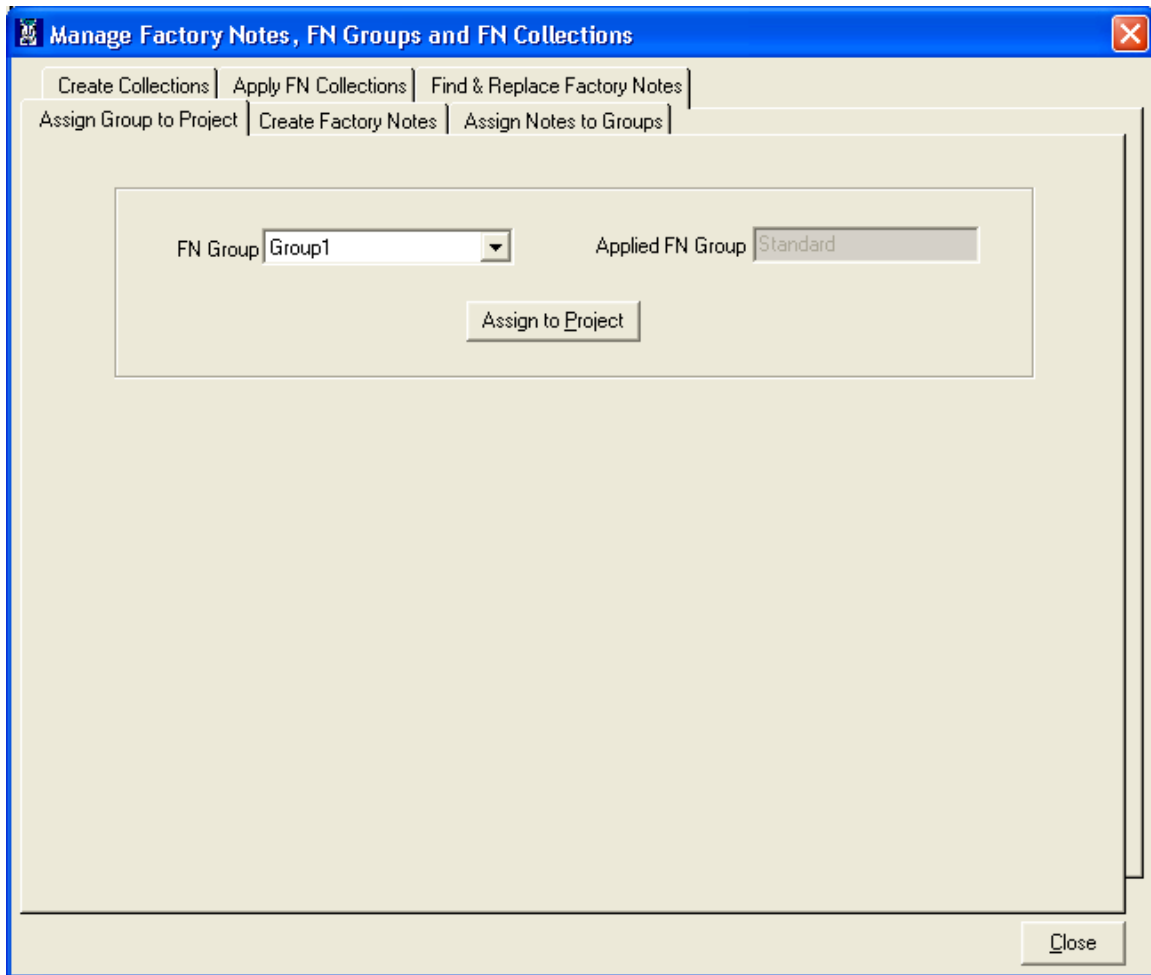 Manage Factory Notes, FN Groups and FN Collections
Create Collections Apply FN Collections Find & Replace Factory Notes
Assign Group to Project Create Factory Notes Assign Notes to Groups
FN Group Group1 Applied FN Group Standard
Assign to Project
Close